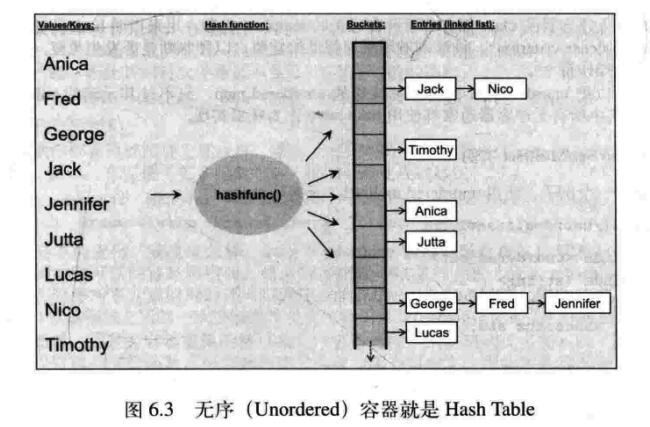 Values/Keys: Hash function: Buckets: Entries (linked list):
Anica
Fred
George
Jack
Jennifer
Jutta
Lucas
Nico
Timothy
hashfunc()
Jack Nico
Timothy
Anica
Jutta
George Fred Jennifer
Lucas
图 6.3 无序（Unordered）容器就是 Hash Table